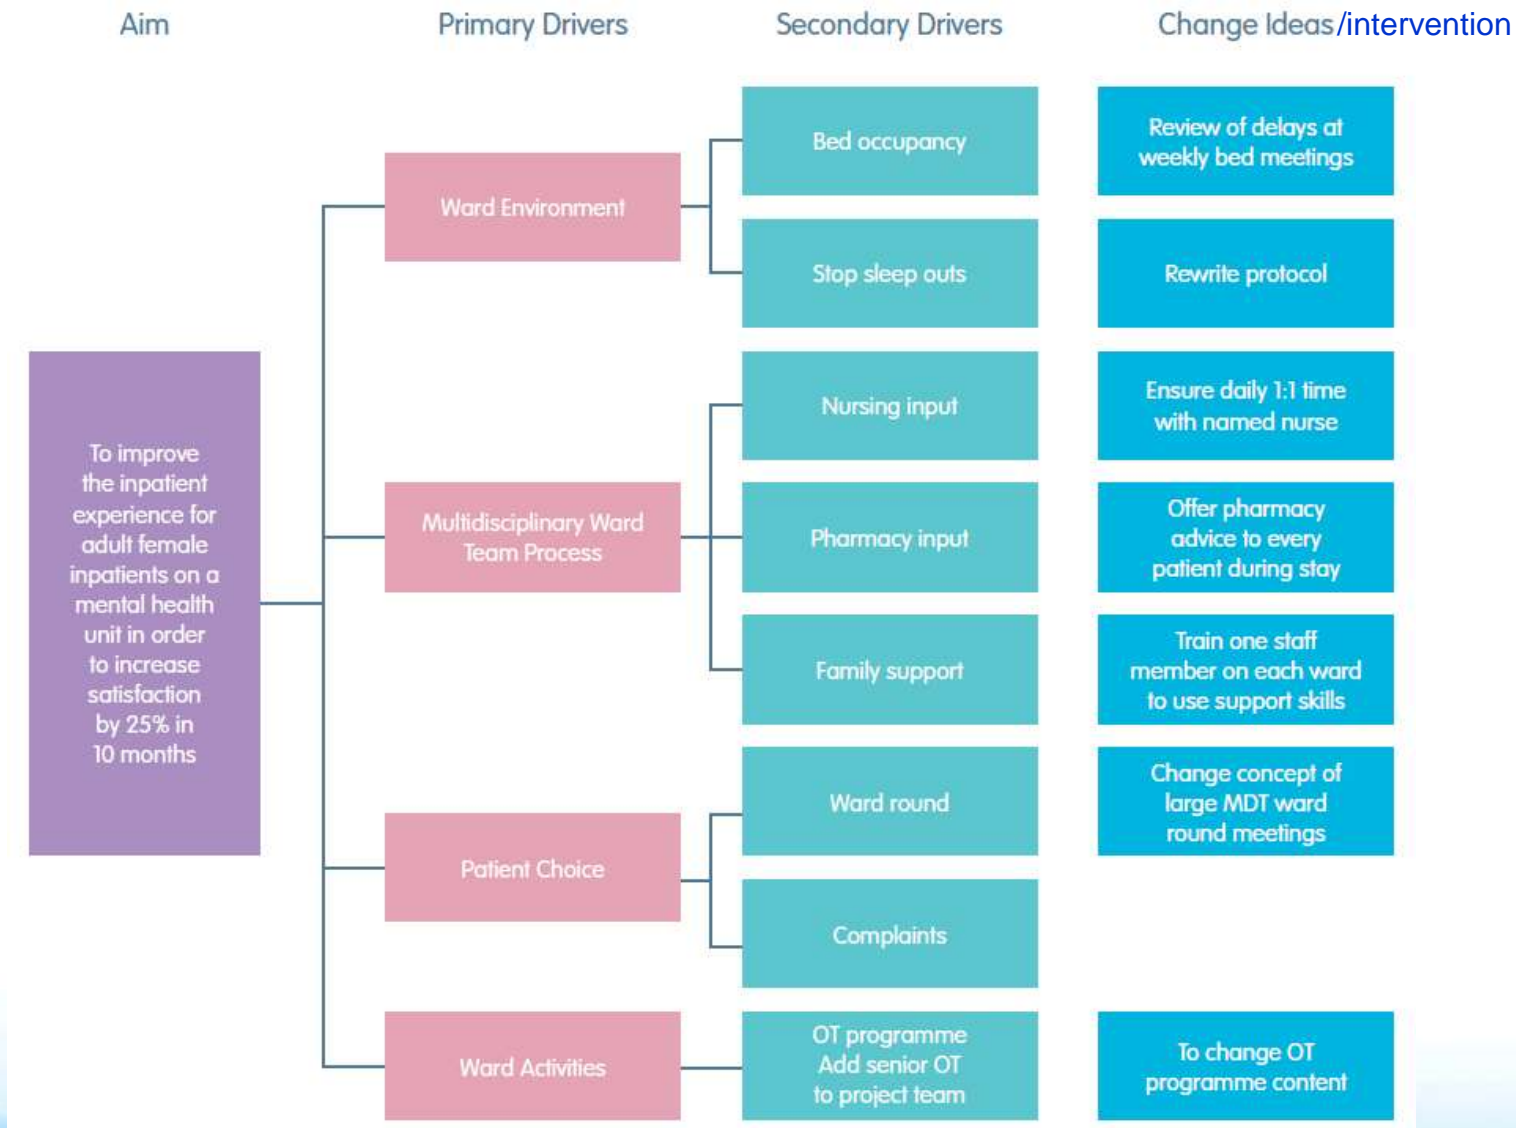 Aim
Primary Drivers
Secondary Drivers
Change Ideas/intervention
To improve
the inpatient
experience for
adult female
inpatients on a
mental health
unit in order
to increase
satisfaction
by 25% in
10 months
Ward Environment
Bed occupancy
Review of delays at
weekly bed meetings
Stop sleep outs
Rewrite protocol
Multidisciplinary Ward
Team Process
Nursing input
Ensure daily 1:1 time
with named nurse
Pharmacy input
Offer pharmacy
advice to every
patient during stay
Family support
Train one staff
member on each ward
to use support skills
Patient Choice
Ward round
Change concept of
large MDT ward
round meetings
Complaints
Ward Activities
OT programme
Add senior OT
to project team
To change OT
programme content